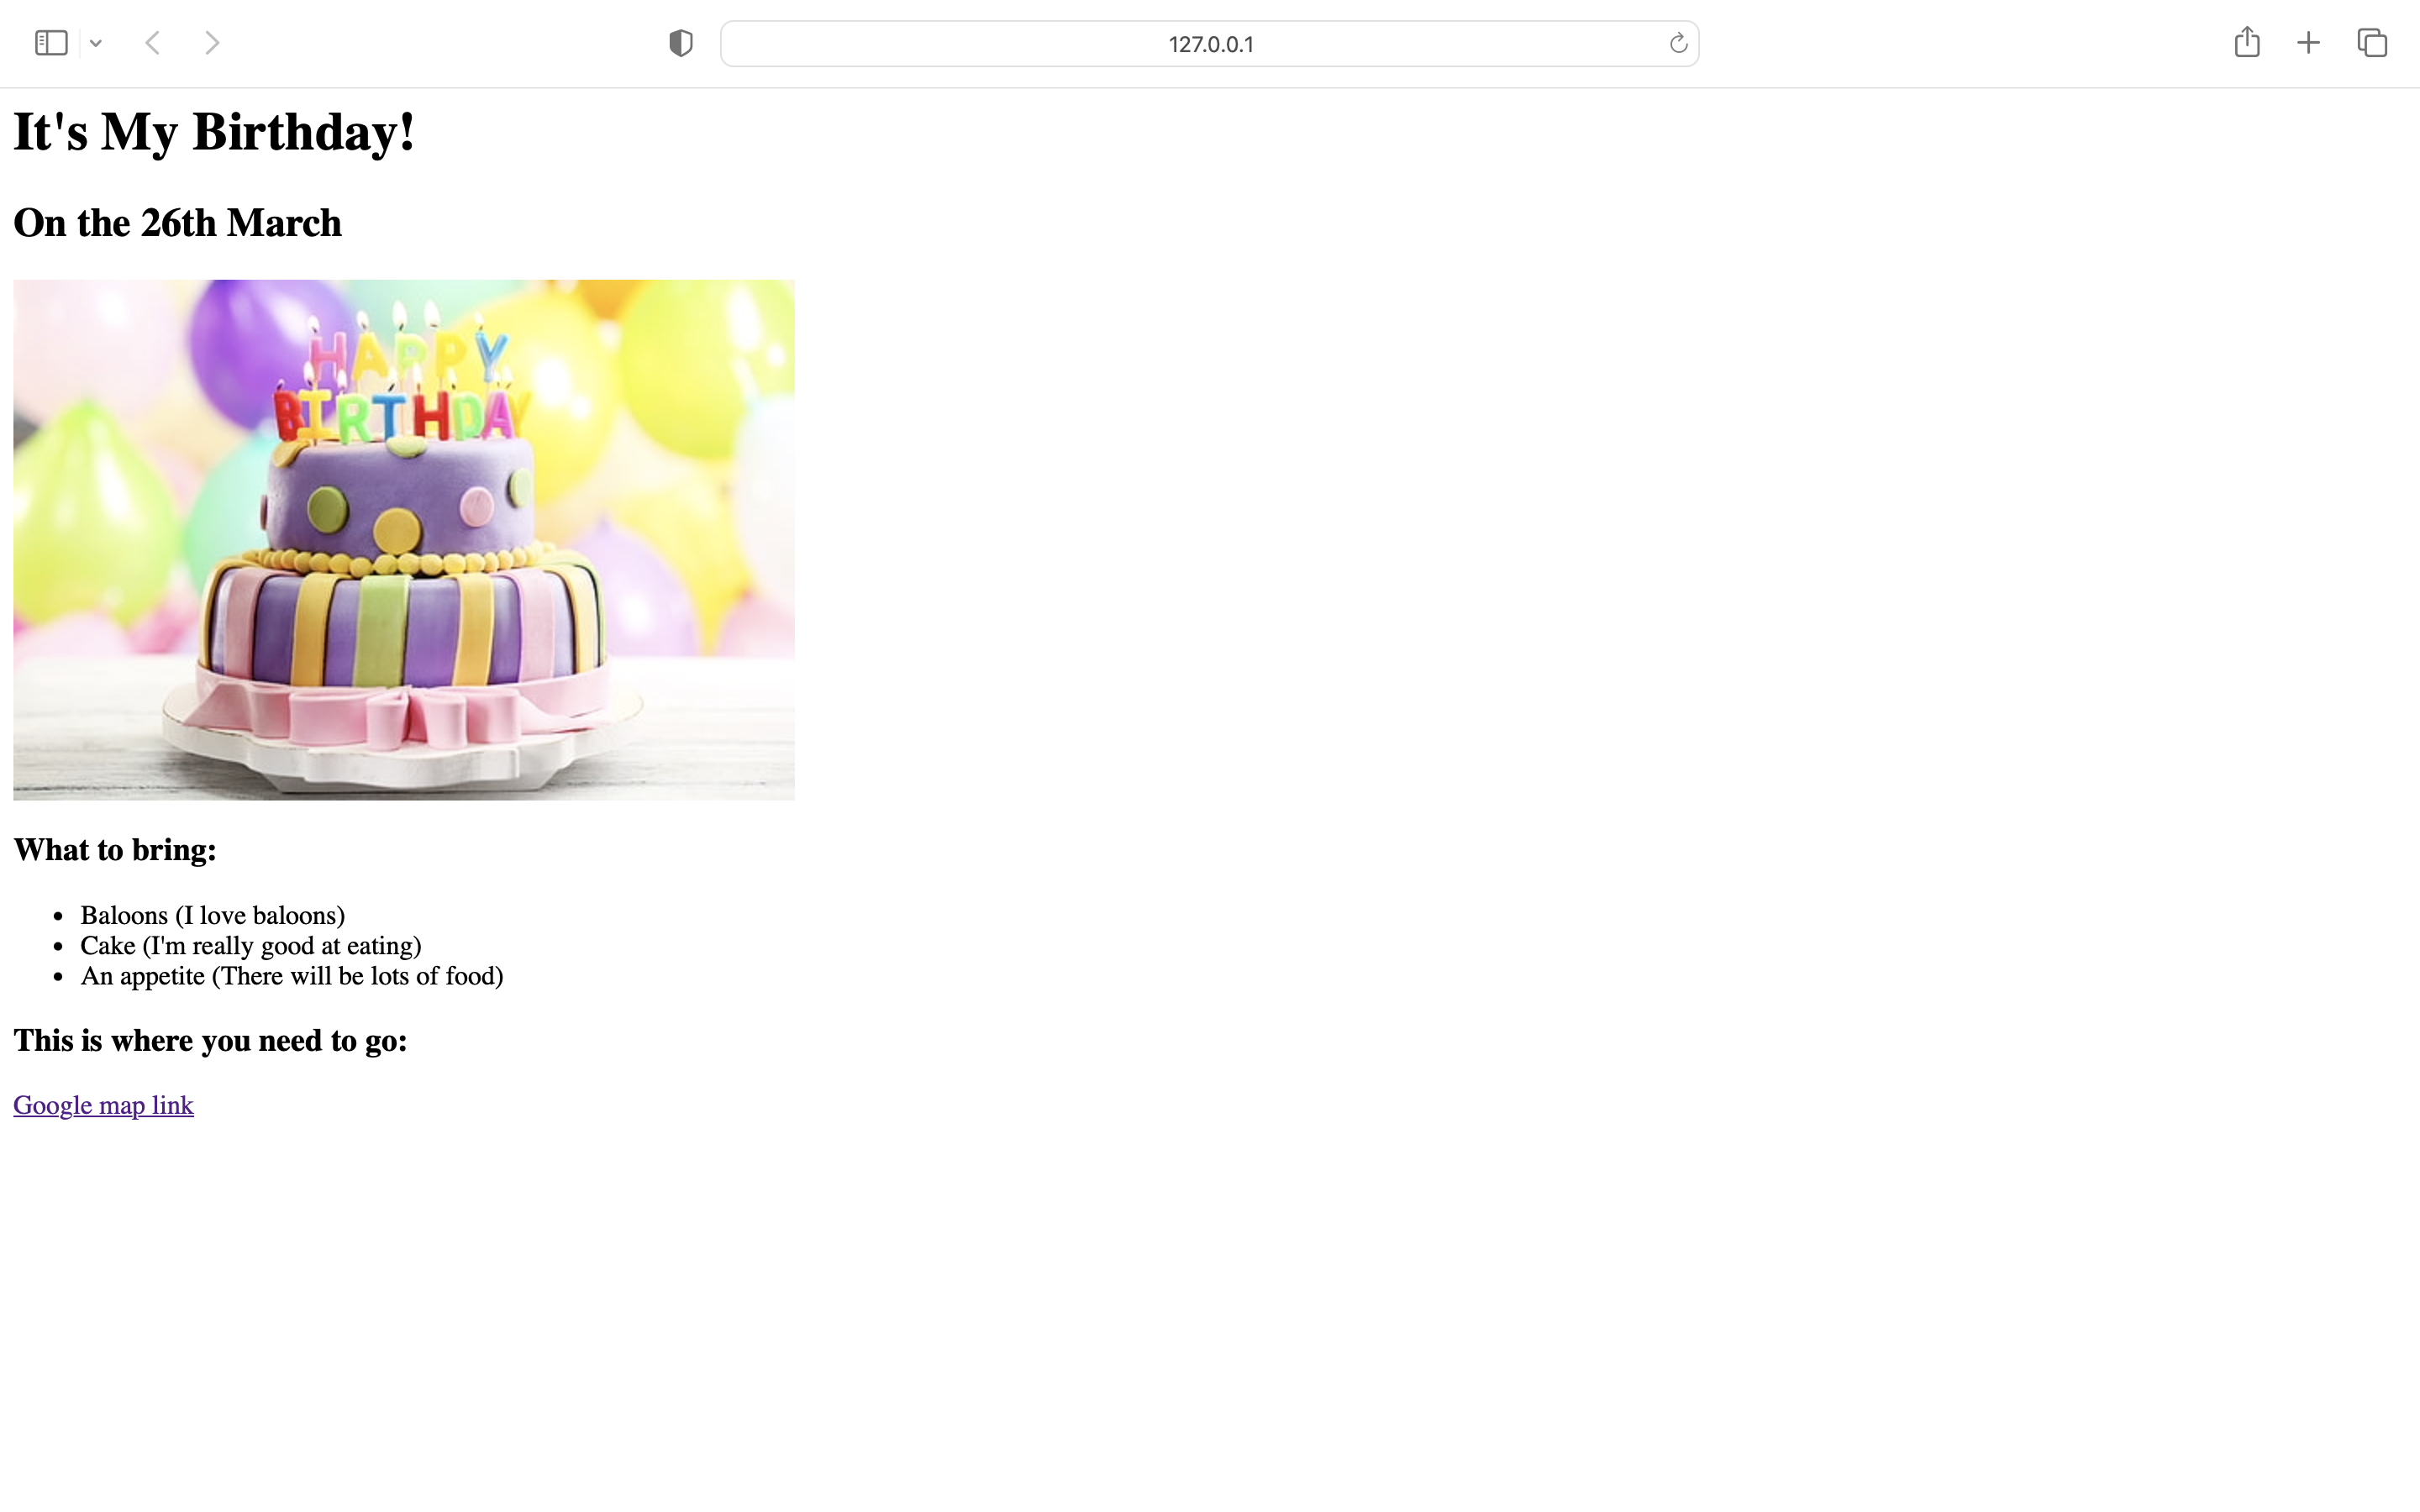 127.0.0.1
It's My Birthday!
On the 26th March
HAPPY
BIRTHDAY
What to bring:
• Baloons (I love baloons)
• Cake (I'm really good at eating)
• An appetite (There will be lots of food)
This is where you need to go:
Google map link